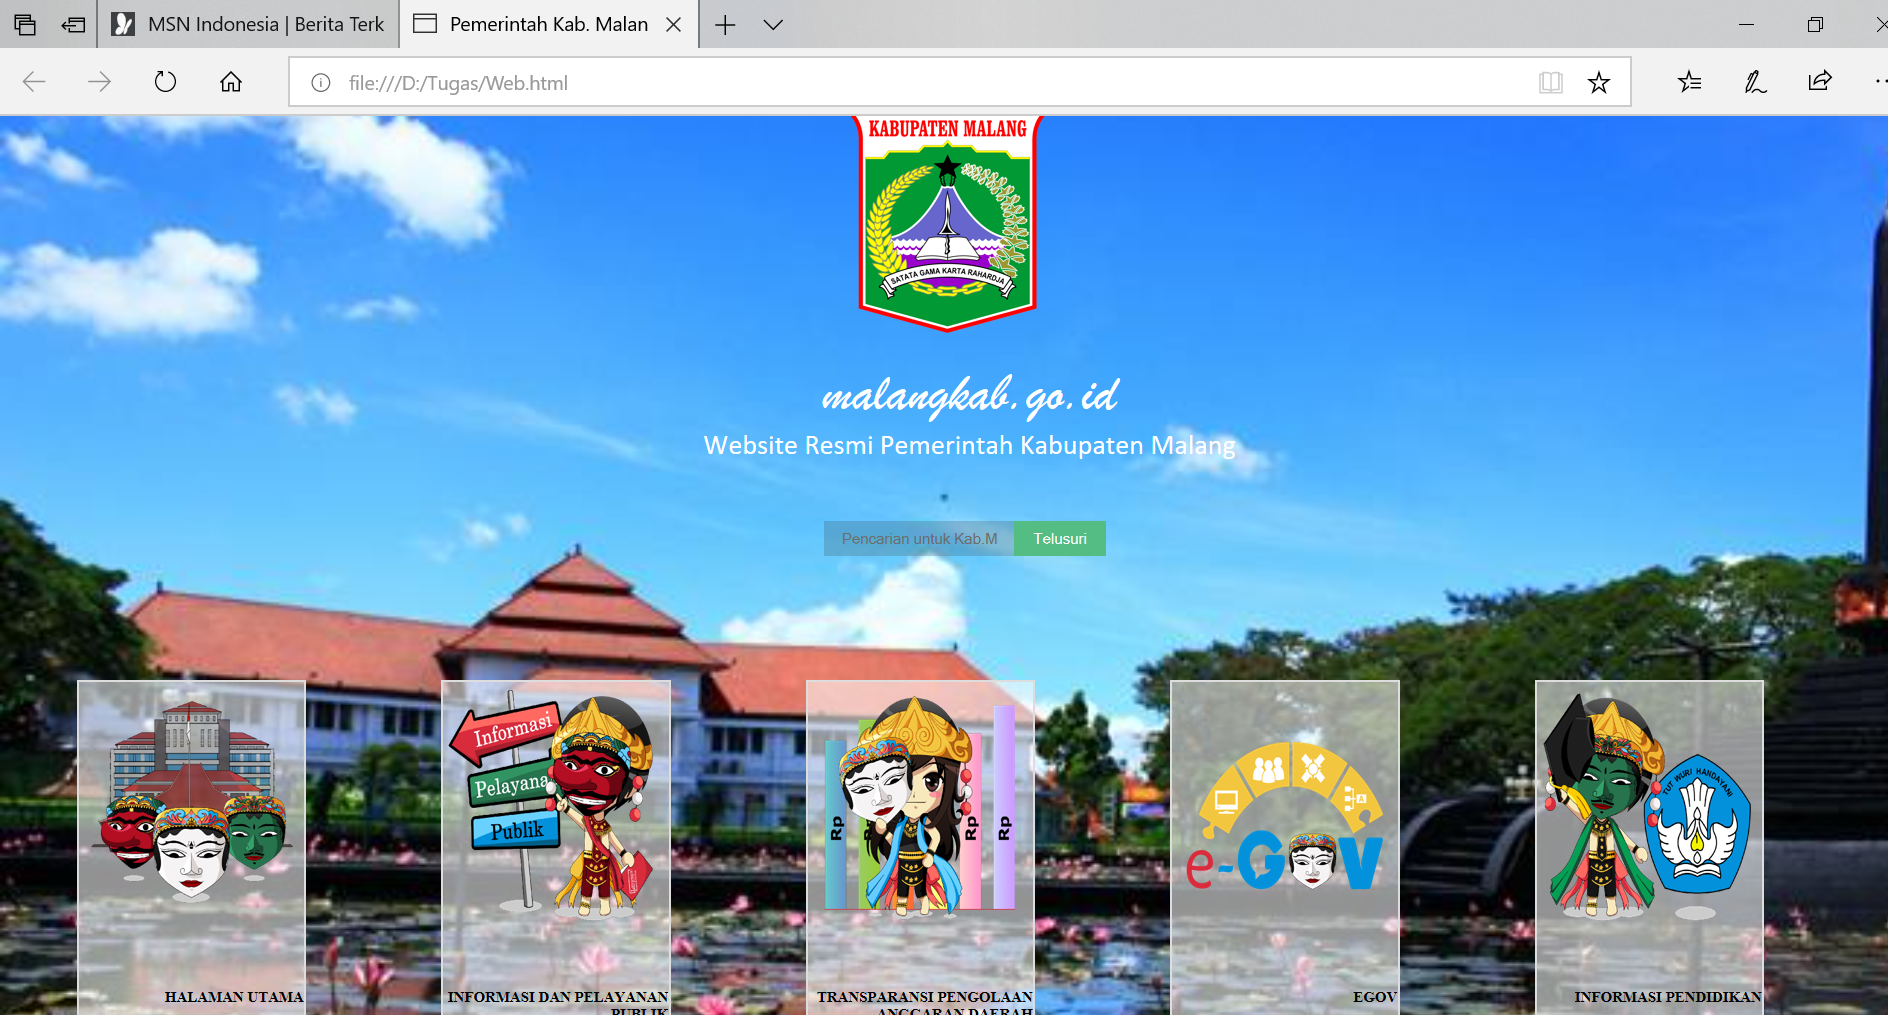 MSN Indonesia | Berita Terk
Pemerintah Kab. Malan
file:///D:/Tugas/Web.html
KABUPATEN MALANG
SATATA GAMA KARTA RAHARDJA
malangkab.go.id
Website Resmi Pemerintah Kabupaten Malang
Pencarian untuk Kab.M
Telusuri
Informasi
Pelayana
Publik
Rp
Rp
Rp
e-GOV
TUT WURI HANDAYANI
HALAMAN UTAMA
INFORMASI DAN PELAYANAN
PUBLIK
TRANSPARANSI PENGOLAAN
ANGGARAN DAERAH
EGOV
INFORMASI PENDIDIKAN